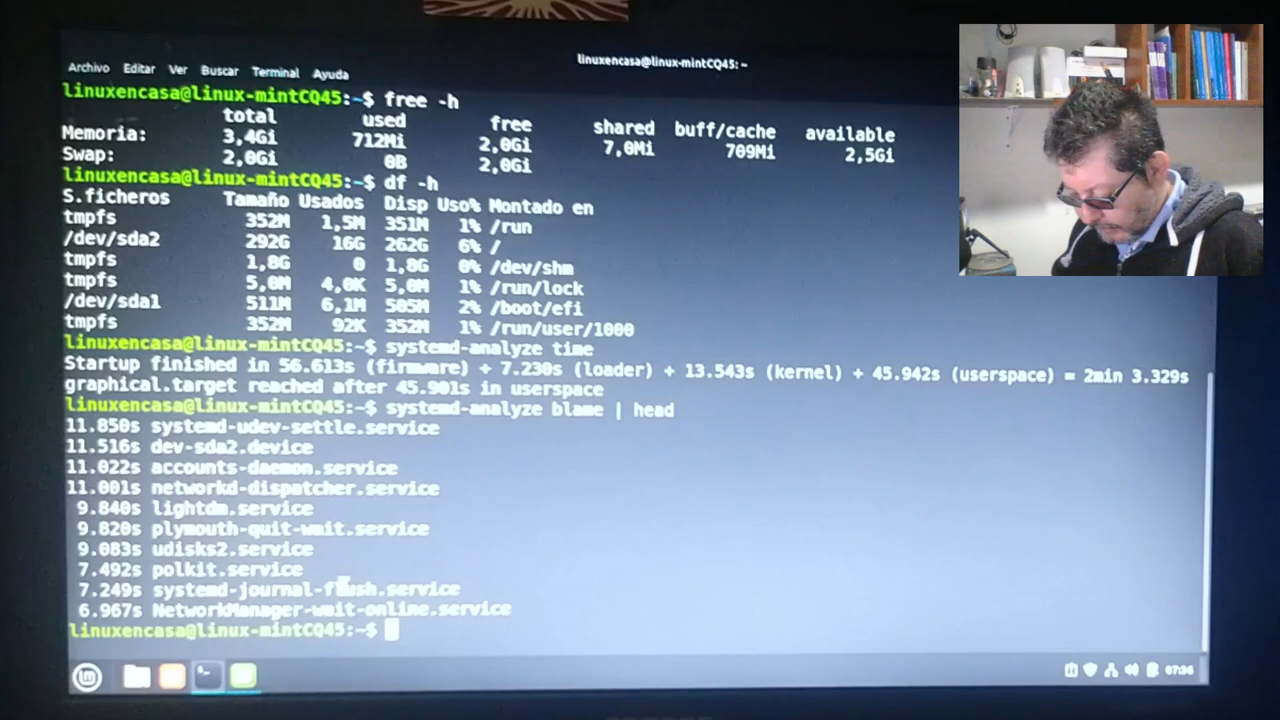 linuxencasa@linux-mintCQ45: ~
Archivo Editar Ver Buscar Terminal Ayuda
linuxencasa@linux-mintCQ45:~$ free -h
total used free shared buff/cache available
Memoria: 3,4Gi 712Mi 2,0Gi 7,0Mi 709Mi 2,5Gi
Swap: 2,0Gi 0B 2,0Gi
linuxencasa@linux-mintCQ45:~$ df -h
S.ficheros Tamaño Usados Disp Uso% Montado en
tmpfs 352M 1,5M 351M 1% /run
/dev/sda2 292G 16G 262G 6% /
tmpfs 1,8G 0 1,8G 0% /dev/shm
tmpfs 5,0M 4,0K 5,0M 1% /run/lock
/dev/sda1 511M 6,1M 505M 2% /boot/efi
tmpfs 352M 92K 352M 1% /run/user/1000
linuxencasa@linux-mintCQ45:~$ systemd-analyze time
Startup finished in 56.613s (firmware) + 7.230s (loader) + 13.543s (kernel) + 45.942s (userspace) = 2min 3.329s
graphical.target reached after 45.901s in userspace
linuxencasa@linux-mintCQ45:~$ systemd-analyze blame | head
11.850s systemd-udev-settle.service
11.516s dev-sda2.device
11.022s accounts-daemon.service
11.001s networkd-dispatcher.service
9.840s lightdm.service
9.820s plymouth-quit-wait.service
9.083s udisks2.service
7.492s polkit.service
7.249s systemd-journal-flush.service
6.967s NetworkManager-wait-online.service
linuxencasa@linux-mintCQ45:~$
07:36